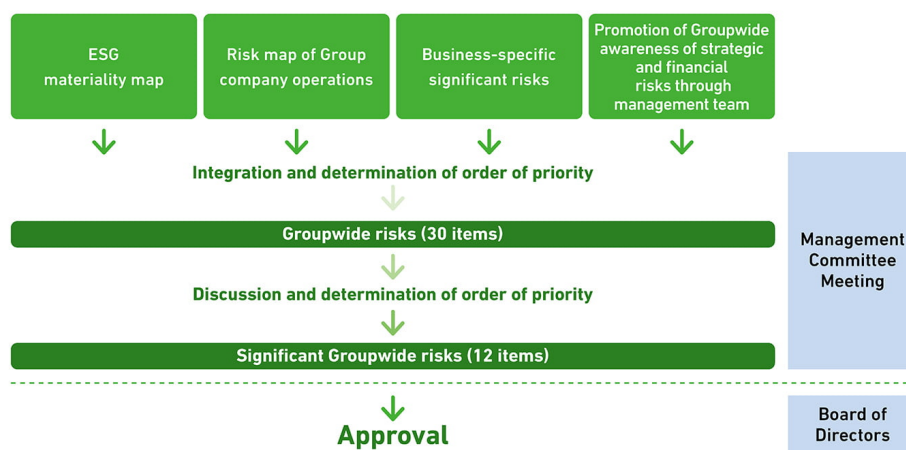 ESG
materiality map
Risk map of Group
company operations
Business-specific
significant risks
Promotion of Groupwide
awareness of strategic
and financial
risks through
management team
Integration and determination of order of priority
Groupwide risks (30 items)
Discussion and determination of order of priority
Significant Groupwide risks (12 items)
Management
Committee
Meeting
Approval
Board of
Directors